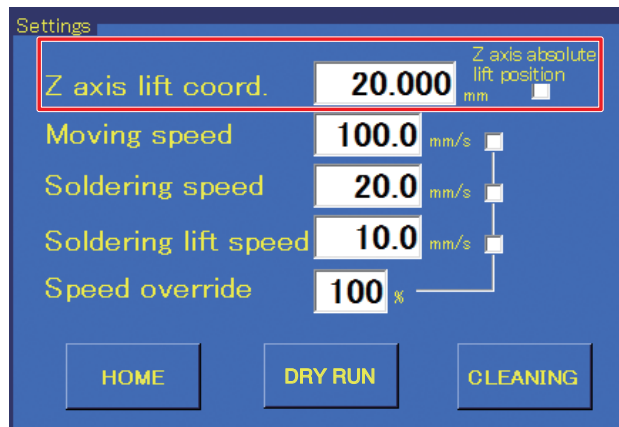 Settings
Z axis lift coord. 20.000 mm Z axis absolute
lift position
Moving speed 100.0 mm/s
Soldering speed 20.0 mm/s
Soldering lift speed 10.0 mm/s
Speed override 100 %
HOME DRY RUN CLEANING